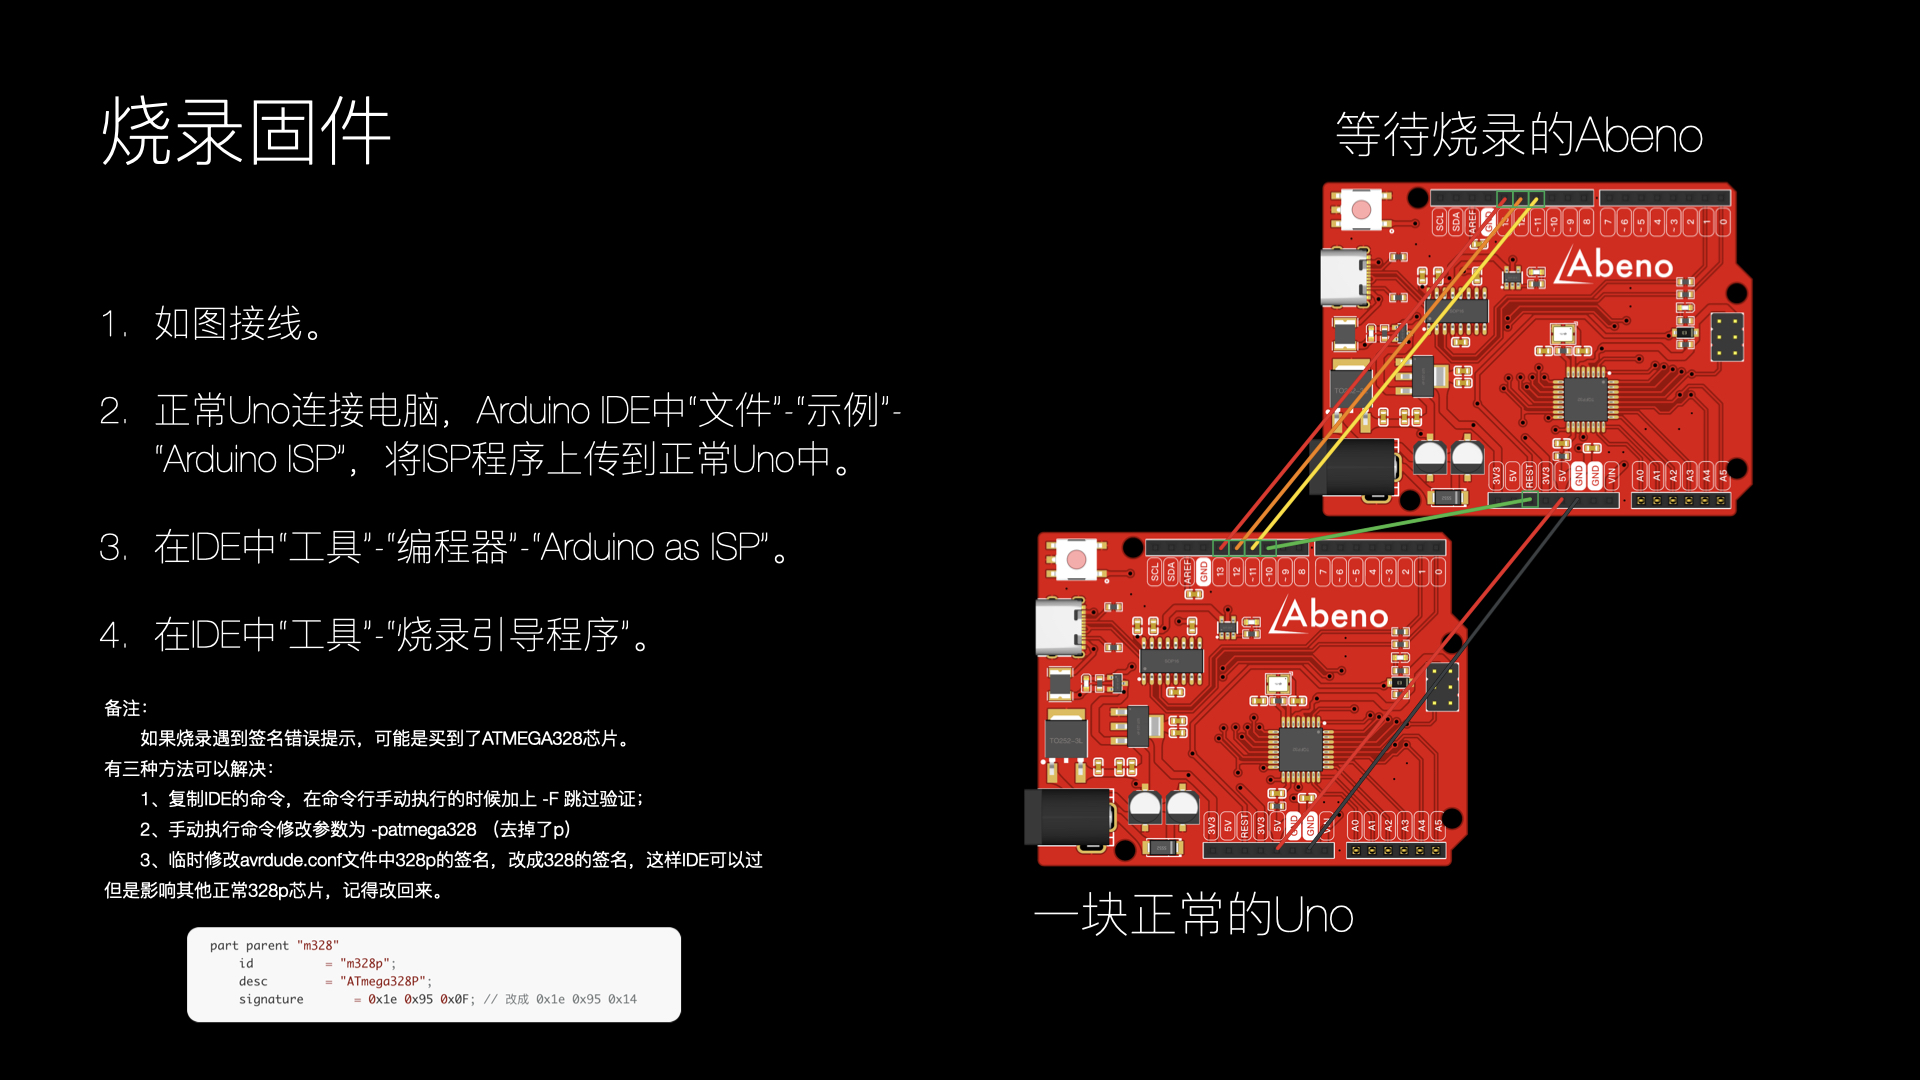 烧录固件
1. 如图接线。
2. 正常Uno连接电脑，Arduino IDE中“文件”-“示例”-
“Arduino ISP”，将ISP程序上传到正常Uno中。
3. 在IDE中“工具”-“编程器”-“Arduino as ISP”。
4. 在IDE中“工具”-“烧录引导程序”。
备注：
如果烧录遇到签名错误提示，可能是买到了ATMEGA328芯片。
有三种方法可以解决：
1、复制IDE的命令，在命令行手动执行的时候加上 -F 跳过验证；
2、手动执行命令修改参数为 -patmega328 （去掉了p）
3、临时修改avrdude.conf文件中328p的签名，改成328的签名，这样IDE可以过
但是影响其他正常328p芯片，记得改回来。
part parent "m328"
id = "m328p";
desc = "ATmega328P";
signature = 0x1e 0x95 0x0F; // 改成 0x1e 0x95 0x14
等待烧录的Abeno
SCL SDA AREF GND 13 12 ~11 ~10 ~9 8 7 ~6 ~5 4 ~3 2 1 0
Abeno
3V3 5V REST 3V3 5V GND GND VIN A0 A1 A2 A3 A4 A5
SCL SDA AREF GND 13 12 ~11 ~10 ~9 8 7 ~6 ~5 4 ~3 2 1 0
Abeno
TO252-3L
3V3 5V REST 3V3 5V GND GND A0 A1 A2 A3 A4 A5
一块正常的Uno